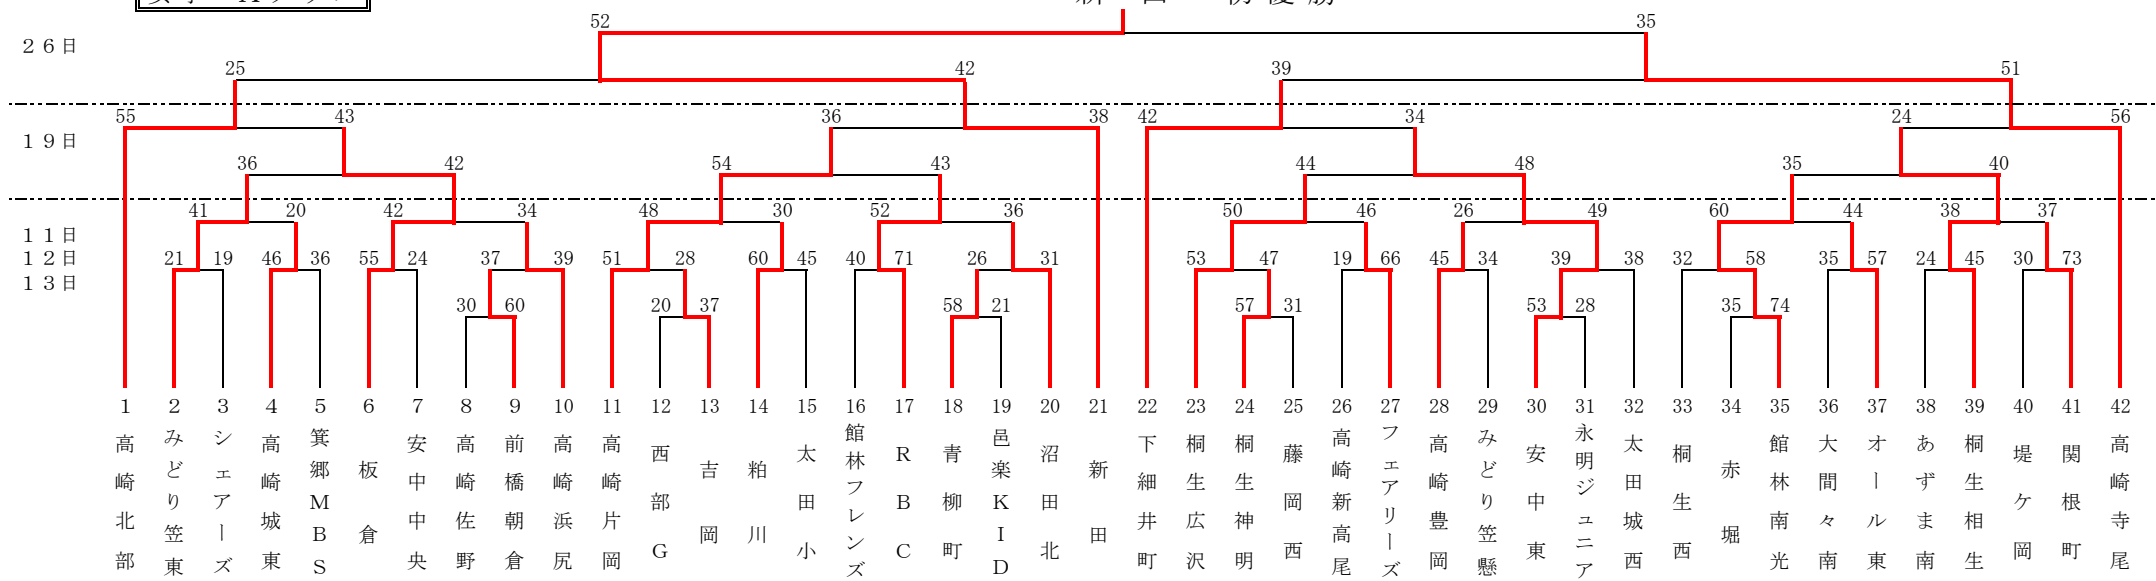 52 35
２６日
25 42 39 51
55 43 36 38 42 34 24 56
１９日
36 42 54 43 44 48 35 40
41 20 42 34 48 30 52 36 50 46 26 49 60 44 38 37
１１日
１２日
21 19 46 36 55 24 37 39 51 28 60 45 40 71 26 31 53 47 19 66 45 34 39 38 32 58 35 57 24 45 30 73
１３日
30 60 20 37 58 21 57 31 53 28 35 74
1 2 3 4 5 6 7 8 9 10 11 12 13 14 15 16 17 18 19 20 21 22 23 24 25 26 27 28 29 30 31 32 33 34 35 36 37 38 39 40 41 42
高崎北部
みどり笠東
シェアーズ
高崎城東
箕郷ＭＢＳ
板倉
安中中央
高崎佐野
前橋朝倉
高崎浜尻
高崎片岡
西部Ｇ
吉岡
粕川
太田小
館林フレンズ
ＲＢＣ
青柳町
邑楽ＫＩＤ
沼田北
新田
下細井町
桐生広沢
桐生神明
藤岡西
高崎新高尾
フェアリーズ
高崎豊岡
みどり笠懸
安中東
永明ジュニア
太田城西
桐生西
赤堀
館林南光
大間々南
オール東
あずま南
桐生相生
堤ケ岡
関根町
高崎寺尾